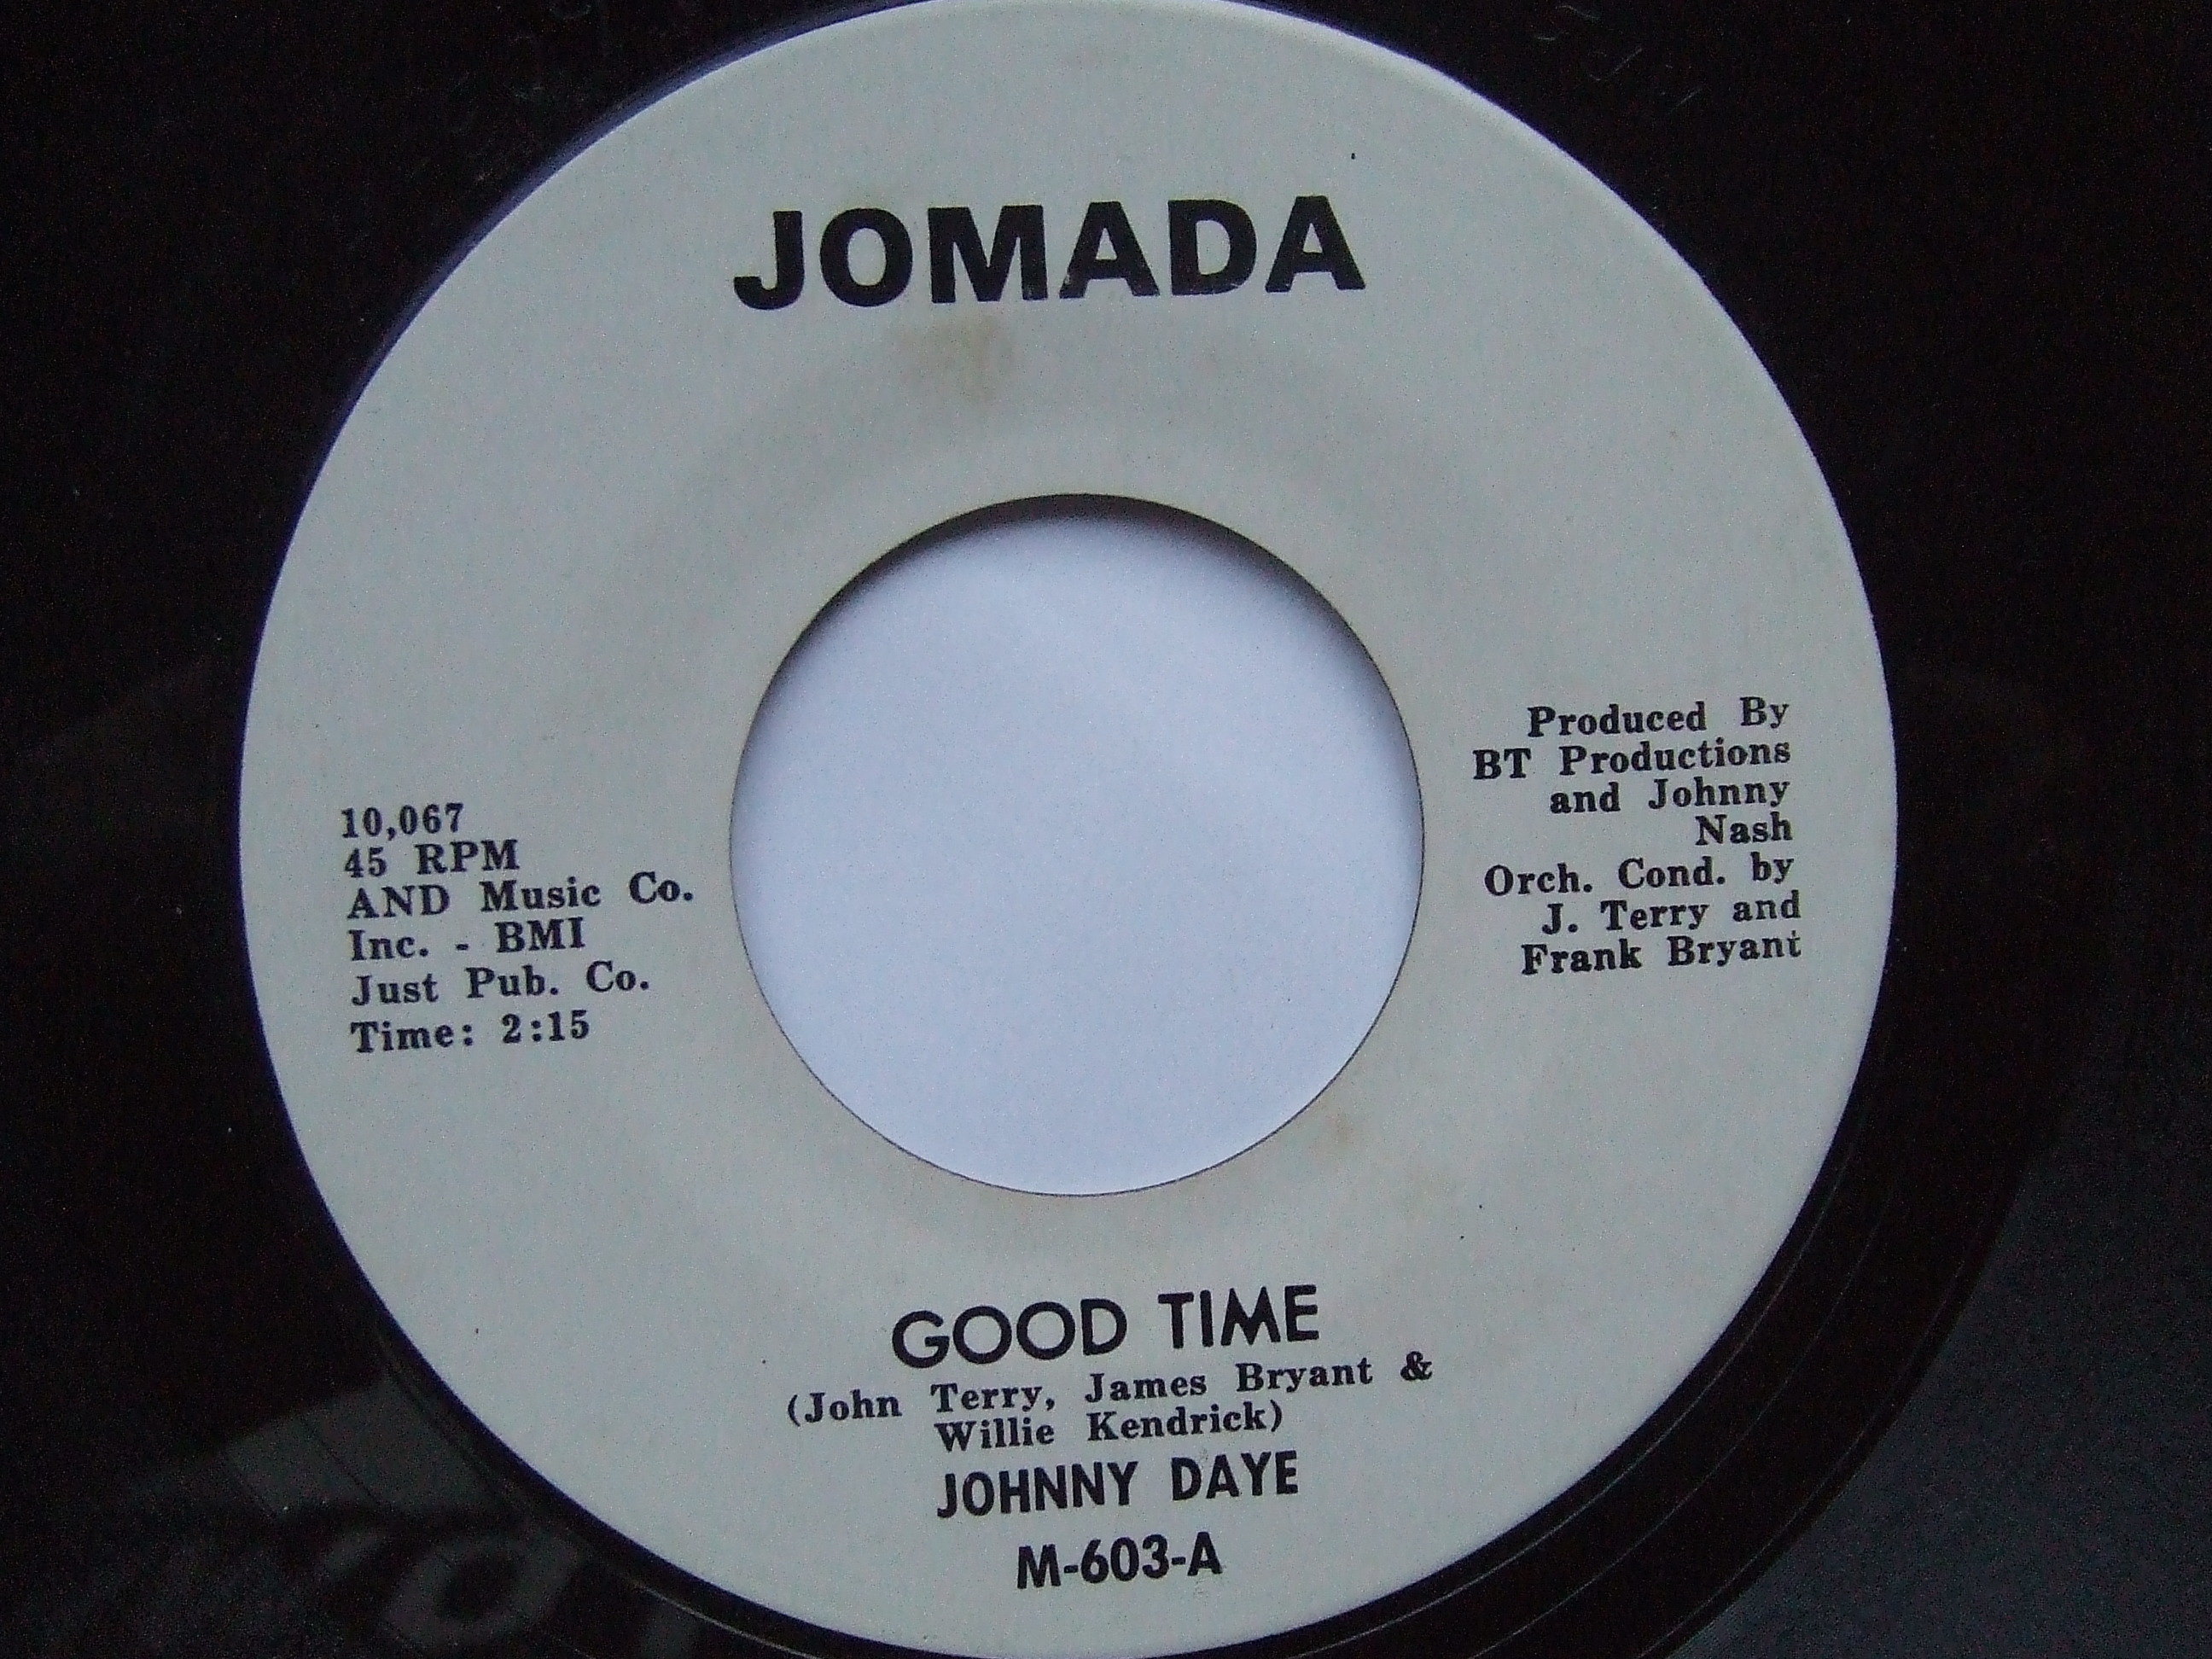 JOMADA
10,067
45 RPM
AND Music Co.
Inc. - BMI
Just Pub. Co.
Time: 2:15
Produced By
BT Productions
and Johnny
Nash
Orch. Cond. by
J. Terry and
Frank Bryant
GOOD TIME
(John Terry, James Bryant &
Willie Kendrick)
JOHNNY DAYE
M-603-A